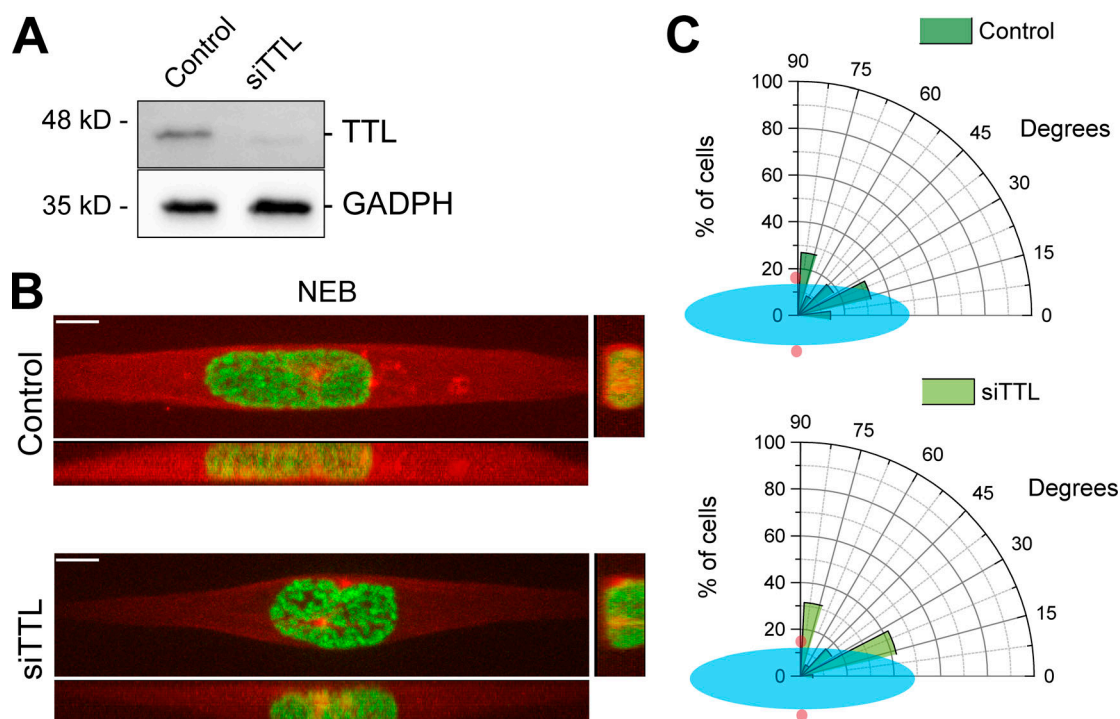 A
Control
siTTL
48 kD -
TTL
35 kD -
GADPH
B
NEB
Control
siTTL
C
Control
90
100
75
60
80
45
Degrees
60
30
40
15
20
0
0
% of cells
siTTL
90
100
75
60
80
45
Degrees
60
30
40
15
20
0
0
% of cells